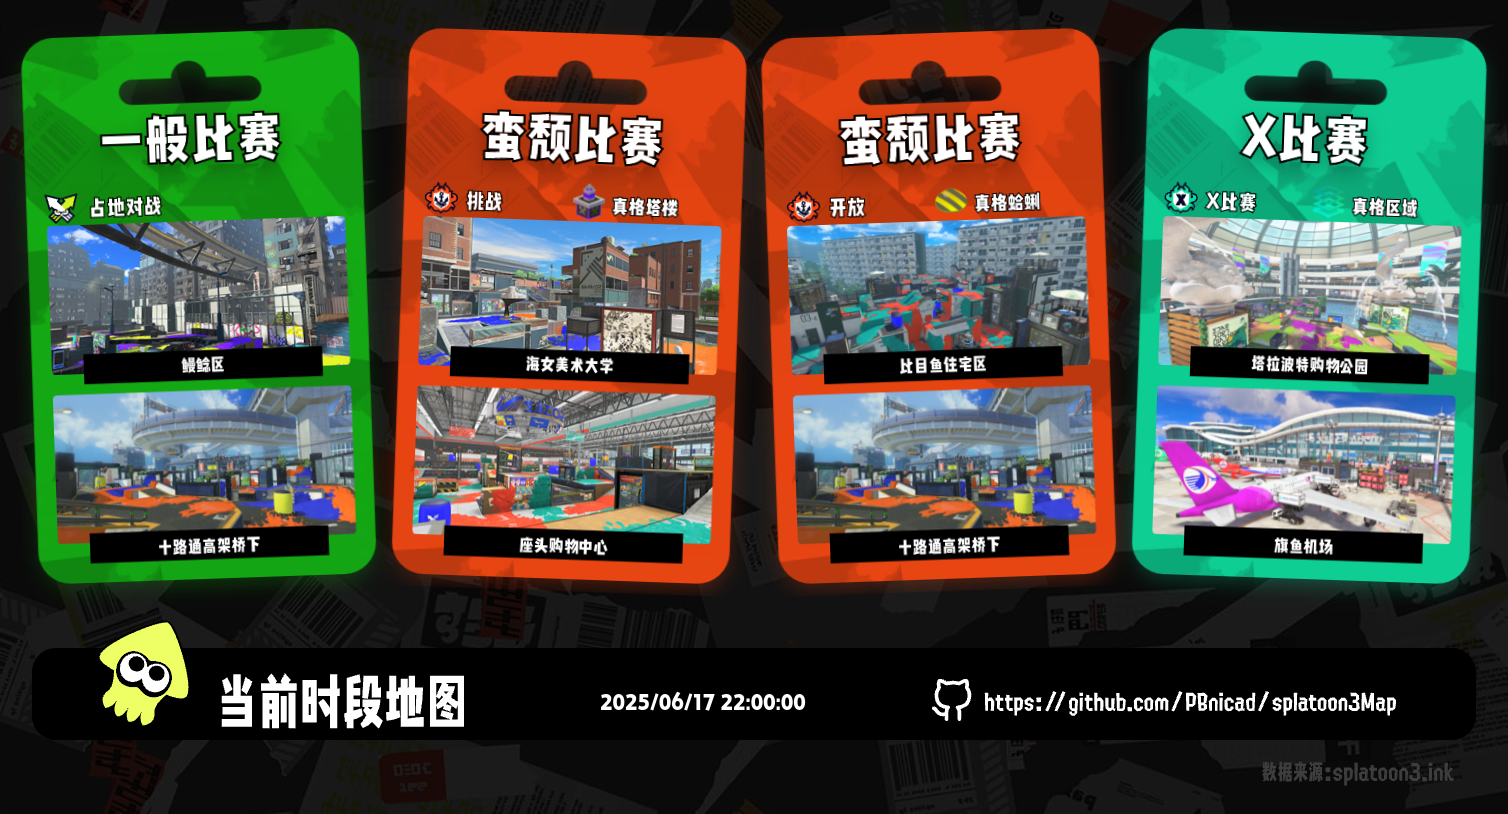 一般比赛
占地对战
鳗鲶区
十路通高架桥下
蛮颓比赛
挑战
真格塔楼
海女美术大学
座头购物中心
蛮颓比赛
开放
真格蛤蜊
比目鱼住宅区
十路通高架桥下
X比赛
X比赛
真格区域
塔拉波特购物公园
旗鱼机场
当前时段地图
2025/06/17 22:00:00
https://github.com/PBnicad/splatoon3Map
数据来源:splatoon3.ink